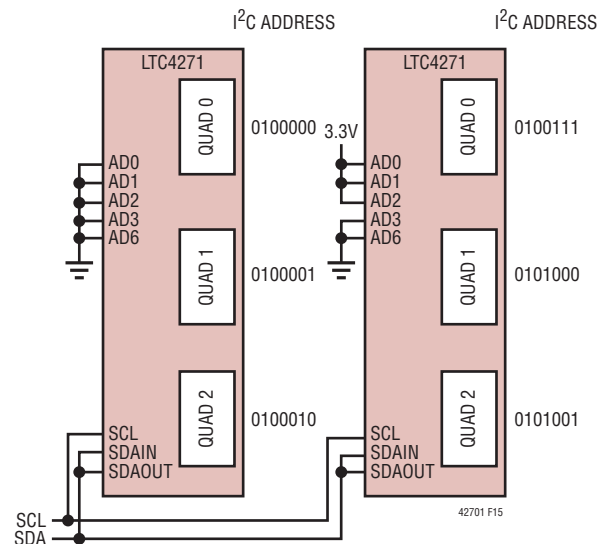 I²C ADDRESS
I²C ADDRESS
LTC4271
QUAD 0
0100000
AD0
AD1
AD2
AD3
AD6
QUAD 1
0100001
QUAD 2
0100010
SCL
SDAIN
SDAOUT
LTC4271
3.3V
QUAD 0
0100111
AD0
AD1
AD2
AD3
AD6
QUAD 1
0101000
QUAD 2
0101001
SCL
SDAIN
SDAOUT
42701 F15
SCL
SDA